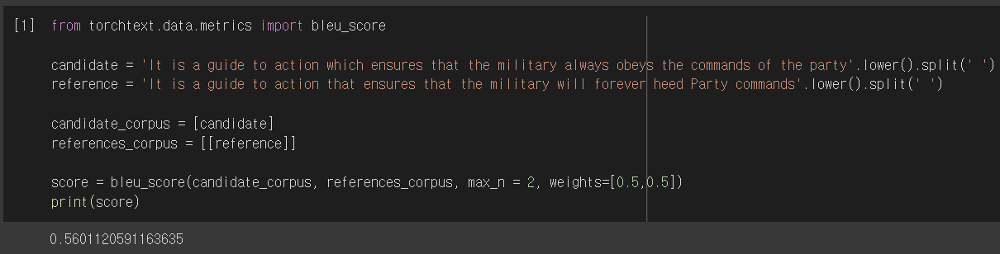 [1] from torchtext.data.metrics import bleu_score
candidate = 'It is a guide to action which ensures that the military always obeys the commands of the party'.lower().split(' ')
reference = 'It is a guide to action that ensures that the military will forever heed Party commands'.lower().split(' ')
candidate_corpus = [candidate]
references_corpus = [[reference]]
score = bleu_score(candidate_corpus, references_corpus, max_n = 2, weights=[0.5,0.5])
print(score)
0.5601120591163635